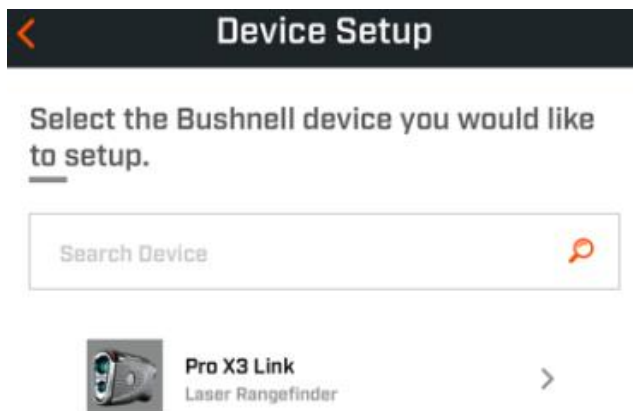 Device Setup
Select the Bushnell device you would like
to setup.
Search Device
Pro X3 Link
Laser Rangefinder